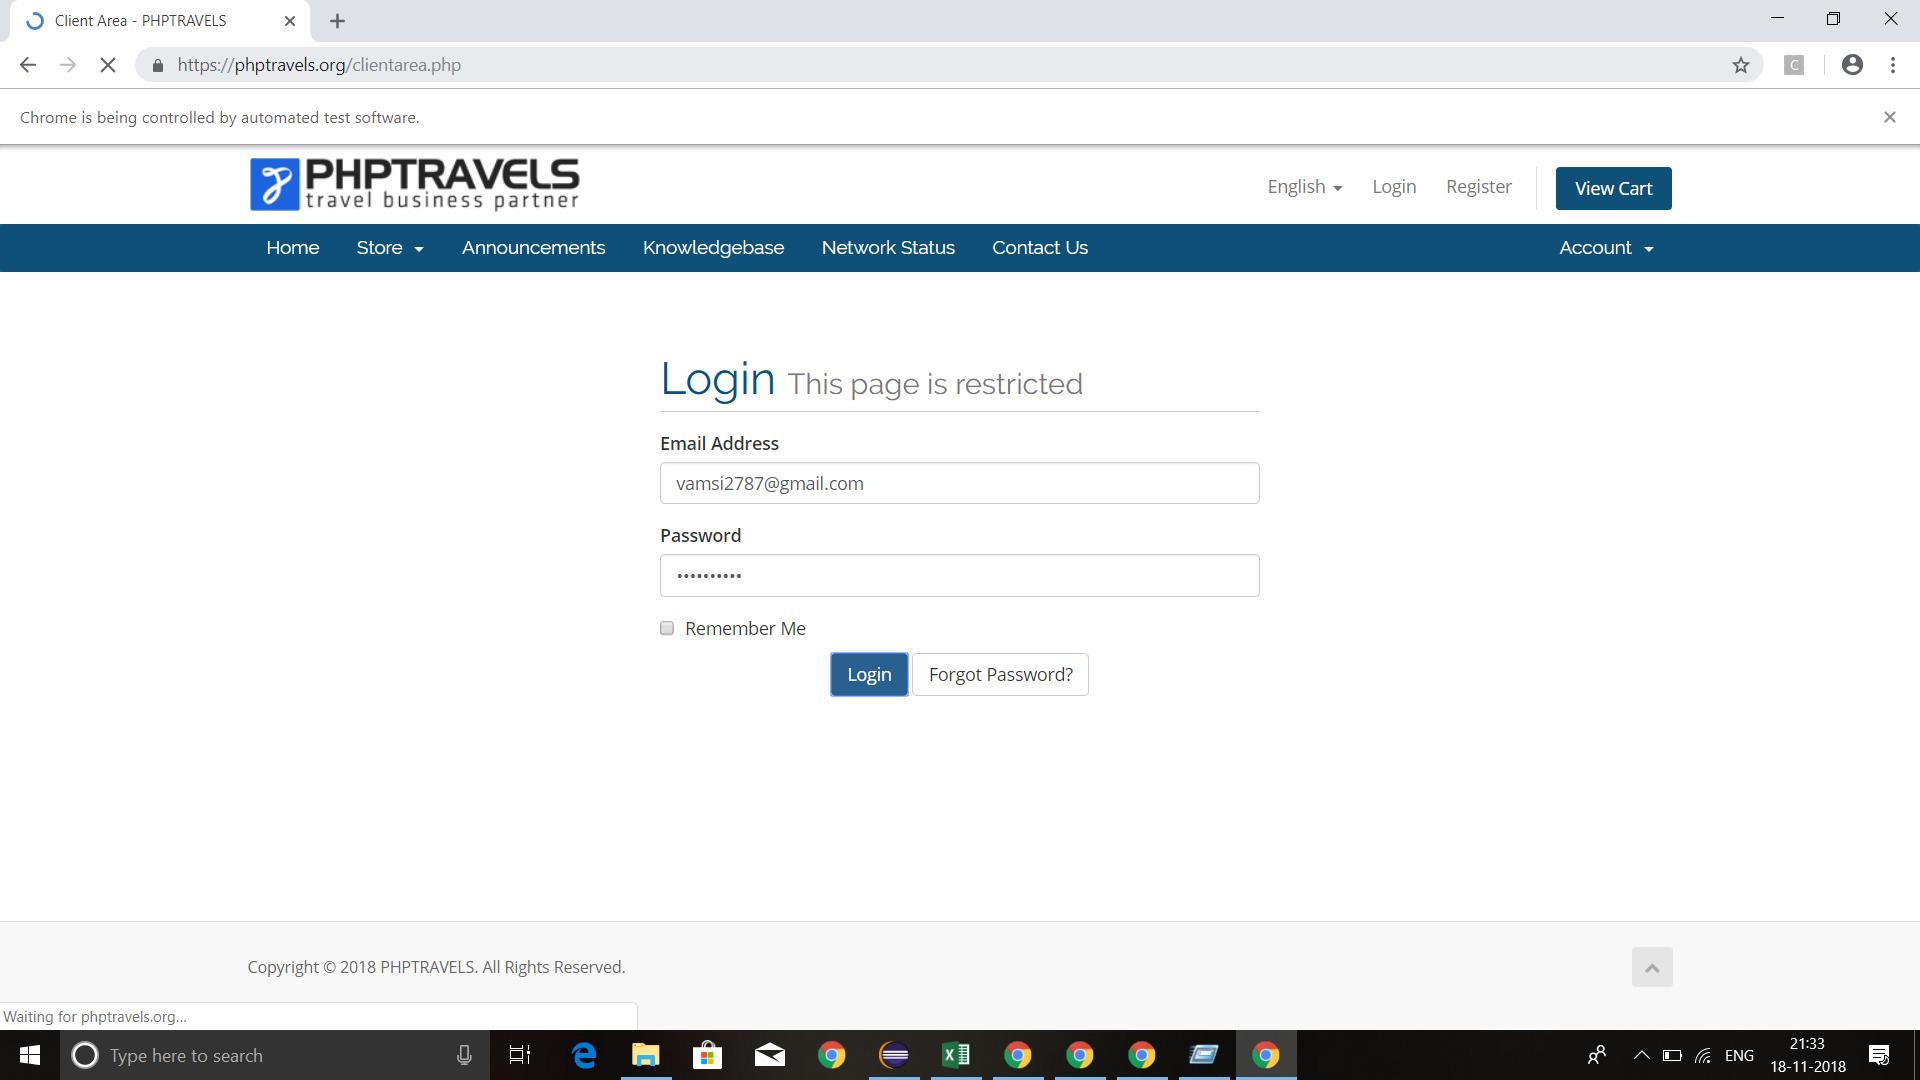 Client Area - PHPTRAVELS
https://phptravels.org/clientarea.php
C
Chrome is being controlled by automated test software.
PHPTRAVELS
travel business partner
English Login Register View Cart
Home Store Announcements Knowledgebase Network Status Contact Us Account
Login This page is restricted
Email Address
vamsi2787@gmail.com
Password
••••••••••
Remember Me
Login Forgot Password?
Copyright © 2018 PHPTRAVELS. All Rights Reserved.
Waiting for phptravels.org...
Type here to search
ENG
21:33
18-11-2018